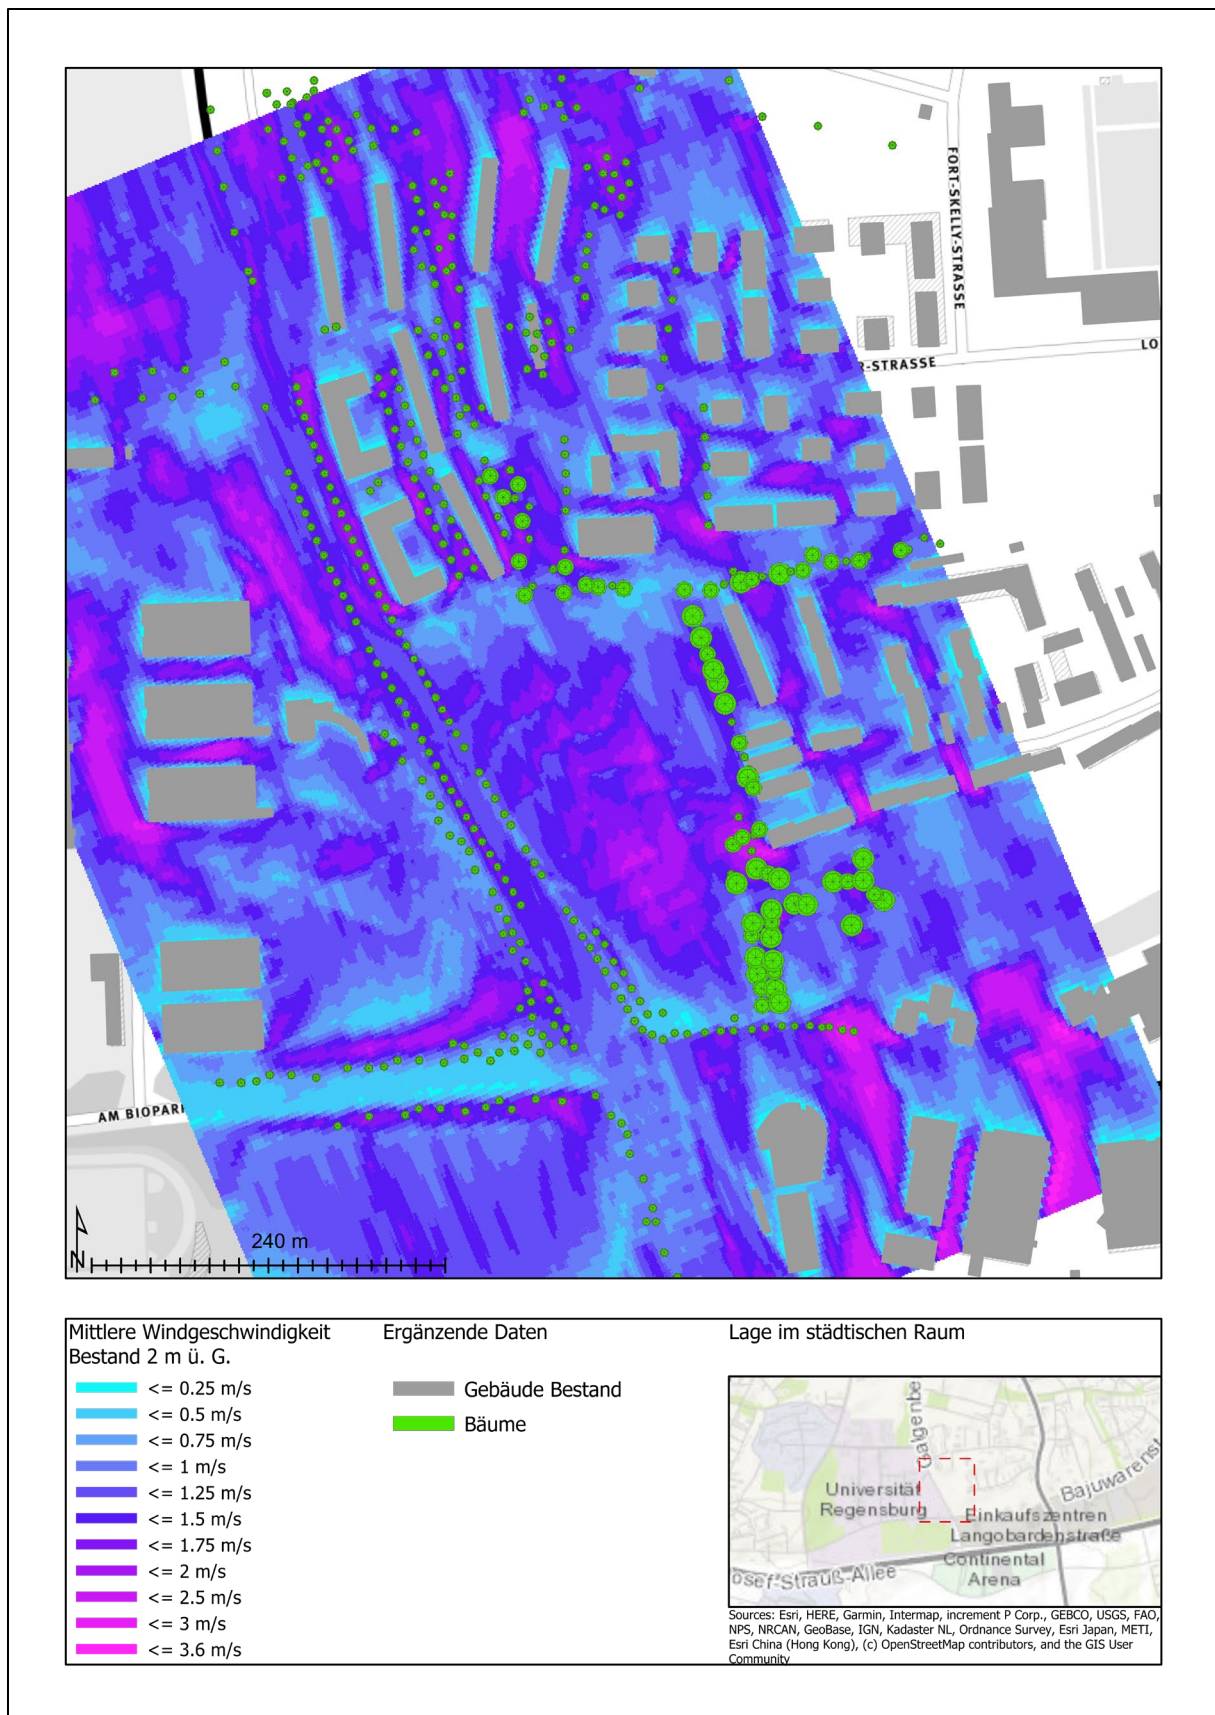 FORT-SKELLY-STRASSE
LO
R-STRASSE
AM BIOPARK
240 m
N
Mittlere Windgeschwindigkeit
Bestand 2 m ü. G.
<= 0.25 m/s
<= 0.5 m/s
<= 0.75 m/s
<= 1 m/s
<= 1.25 m/s
<= 1.5 m/s
<= 1.75 m/s
<= 2 m/s
<= 2.5 m/s
<= 3 m/s
<= 3.6 m/s
Ergänzende Daten
Gebäude Bestand
Bäume
Lage im städtischen Raum
Galgenbe
Universität
Regensburg
Bajuwarenst
Einkaufszentren
Langobardenstraße
Continental
Arena
osef-Strauß-Allee
Sources: Esri, HERE, Garmin, Intermap, increment P Corp., GEBCO, USGS, FAO,
NPS, NRCAN, GeoBase, IGN, Kadaster NL, Ordnance Survey, Esri Japan, METI,
Esri China (Hong Kong), (c) OpenStreetMap contributors, and the GIS User
Community